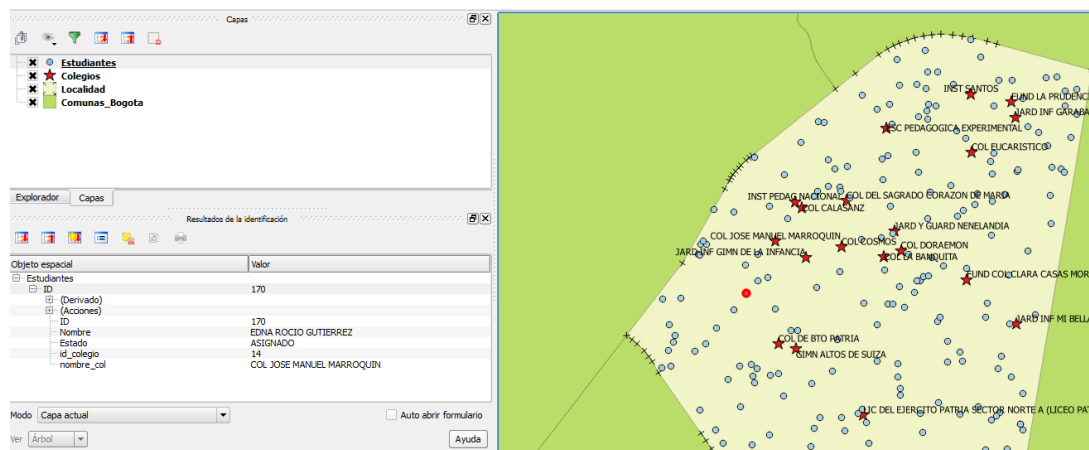 Capas
Estudiantes
Colegios
Localidad
Comunas_Bogota
Explorador
Capas
Resultados de la identificación
Objeto espacial Valor
Estudiantes
ID 170
(Derivado)
(Acciones)
ID 170
Nombre EDNA ROCIO GUTIERREZ
Estado ASIGNADO
id_colegio 14
nombre_col COL JOSE MANUEL MARROQUIN
Modo Capa actual Auto abrir formulario
Ver Árbol Ayuda
INST SANTOS
FUND LA PRUDENC
JARD INF GARABA
ESC PEDAGOGICA EXPERIMENTAL
COL EUCARISTICO
INST PEDAG NACIONAL
COL DEL SAGRADO CORAZON DE MARIA
COL CALASANZ
JARD Y GUARD NENELANDIA
COL JOSE MANUEL MARROQUIN
COL COSMOS
COL DORAEMON
JARD INF GIMN DE LA INFANCIA
COL LA BANQUITA
FUND COL CLARA CASAS MOR
JARD INF MI BELLA
COL DE BTO PATRIA
GIMN ALTOS DE SUIZA
LIC DEL EJERCITO PATRIA SECTOR NORTE A (LICEO PAT